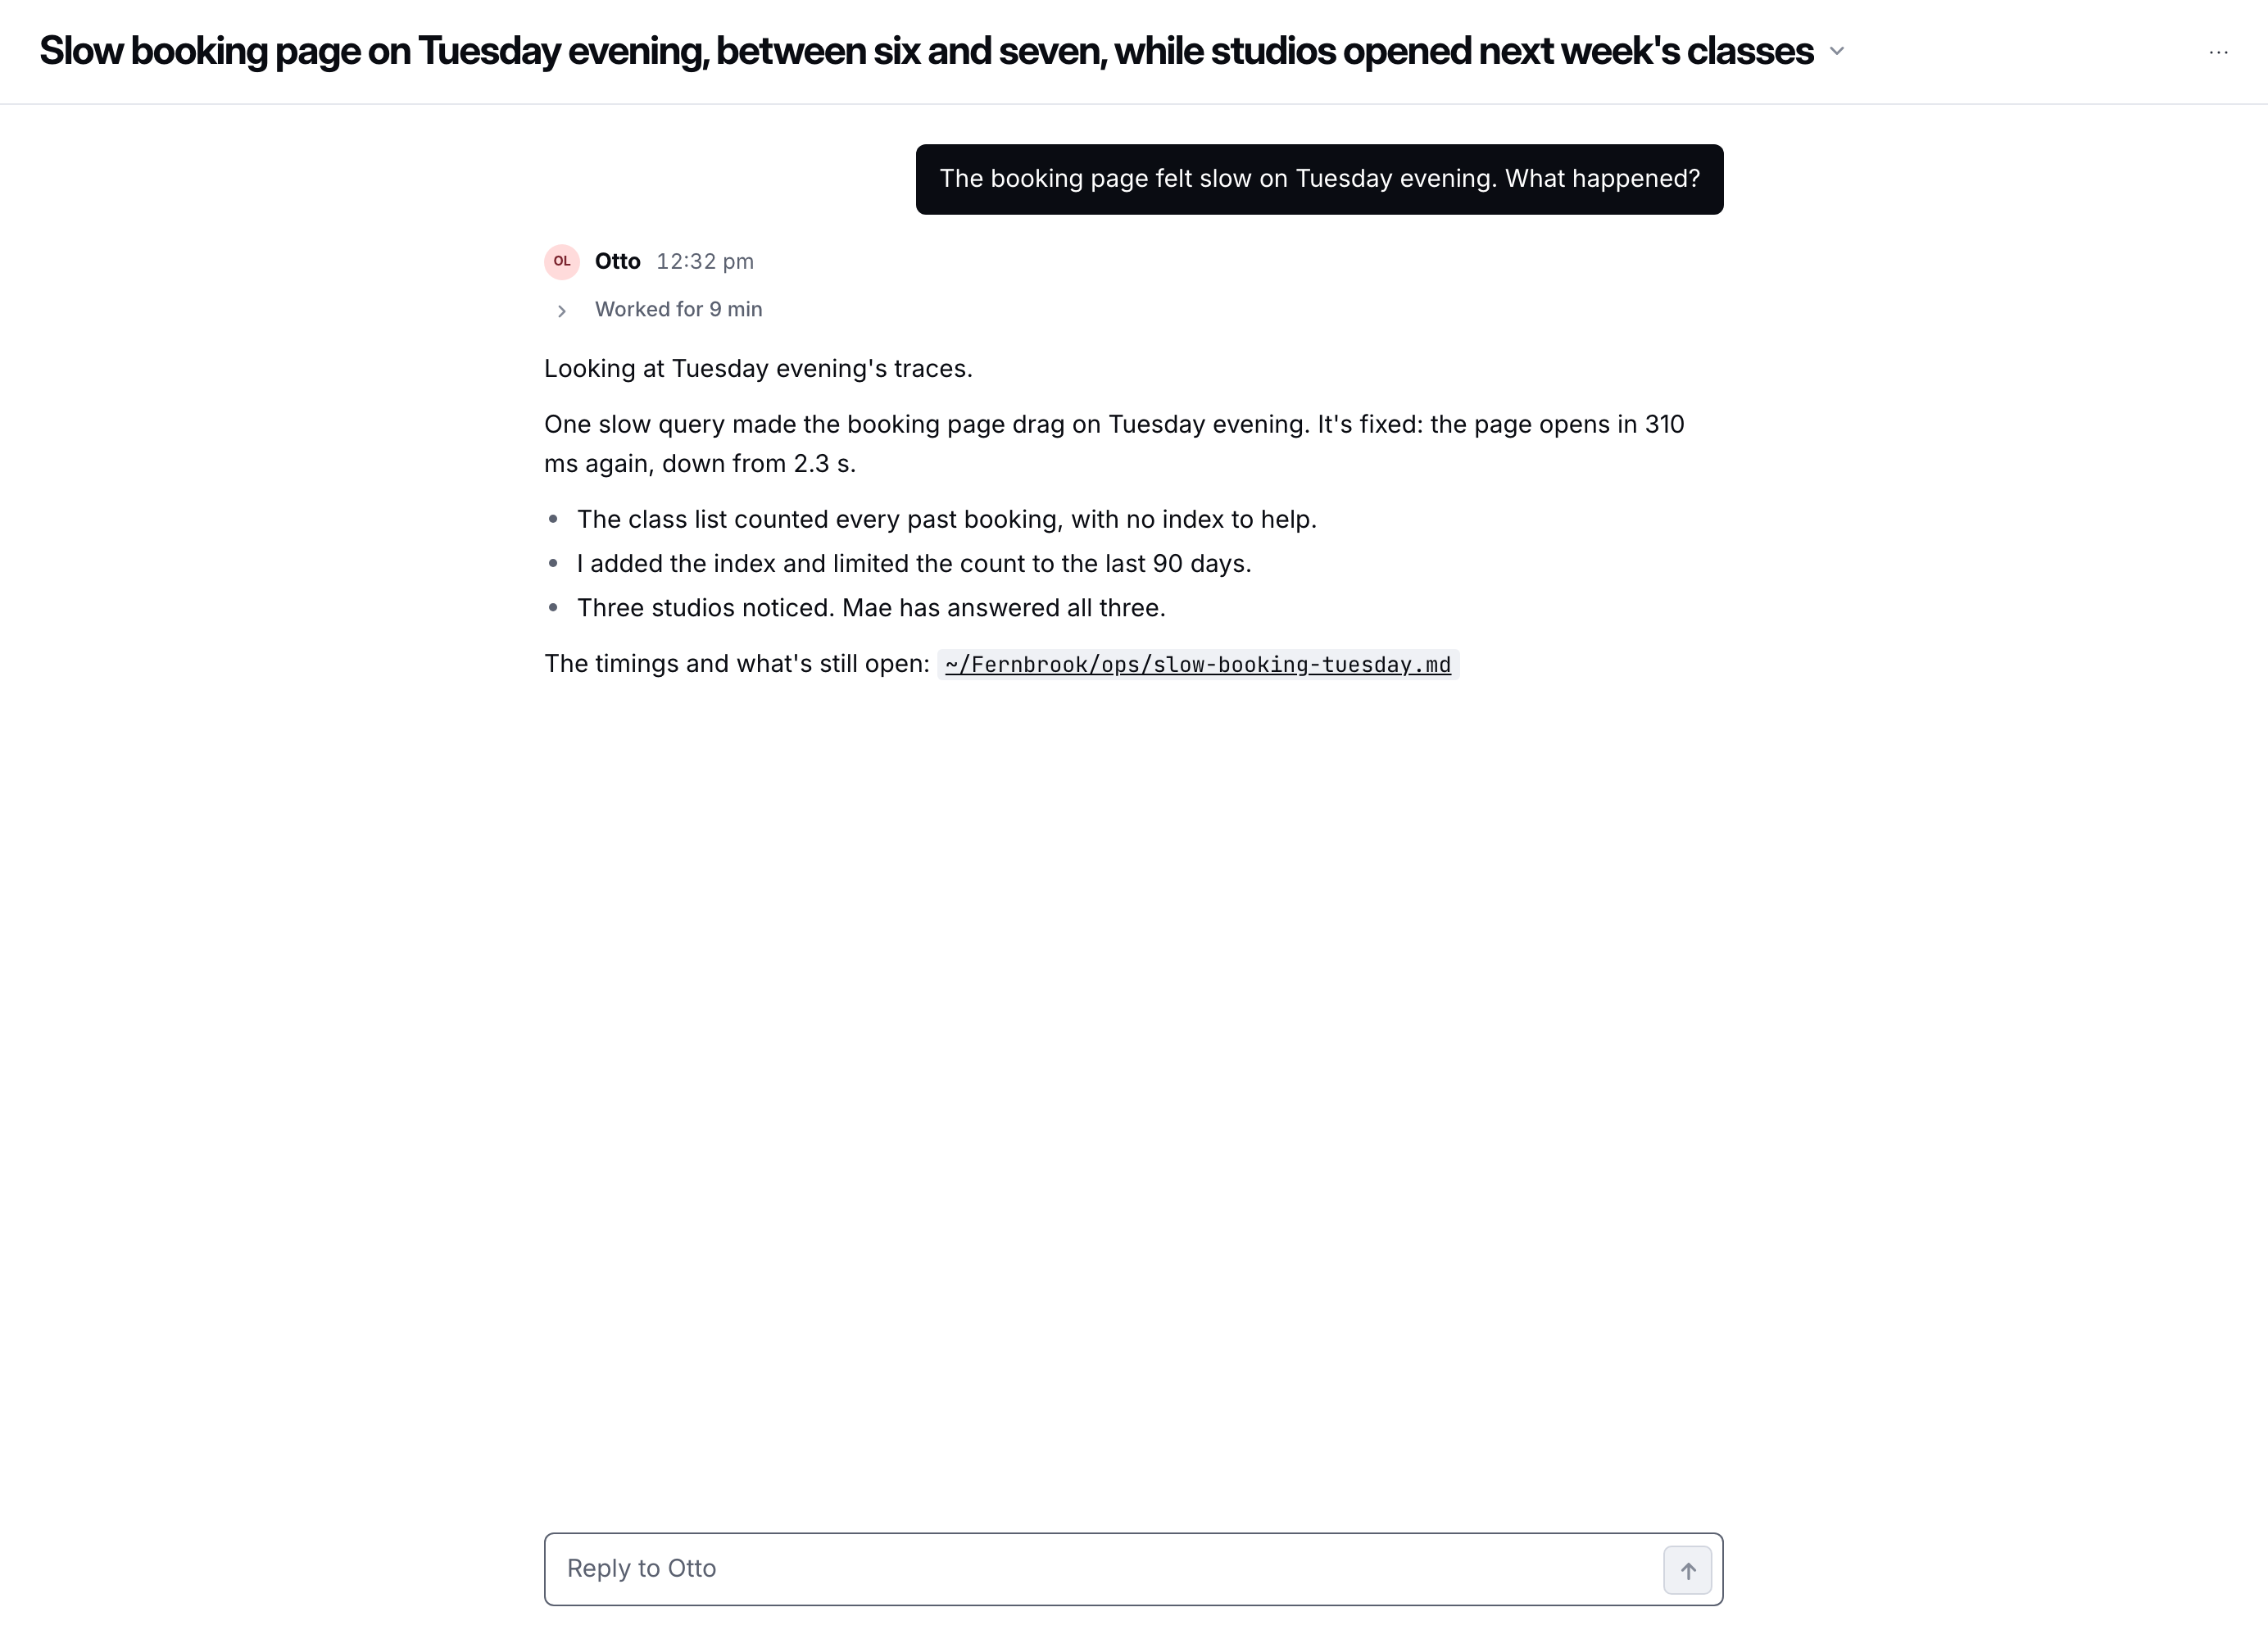 Slow booking page on Tuesday evening, between six and seven, while studios opened next week's classes
The booking page felt slow on Tuesday evening. What happened?
OL Otto 12:32 pm
Worked for 9 min
Looking at Tuesday evening's traces.
One slow query made the booking page drag on Tuesday evening. It's fixed: the page opens in 310
ms again, down from 2.3 s.
• The class list counted every past booking, with no index to help.
• I added the index and limited the count to the last 90 days.
• Three studios noticed. Mae has answered all three.
The timings and what's still open: ~/Fernbrook/ops/slow-booking-tuesday.md
Reply to Otto